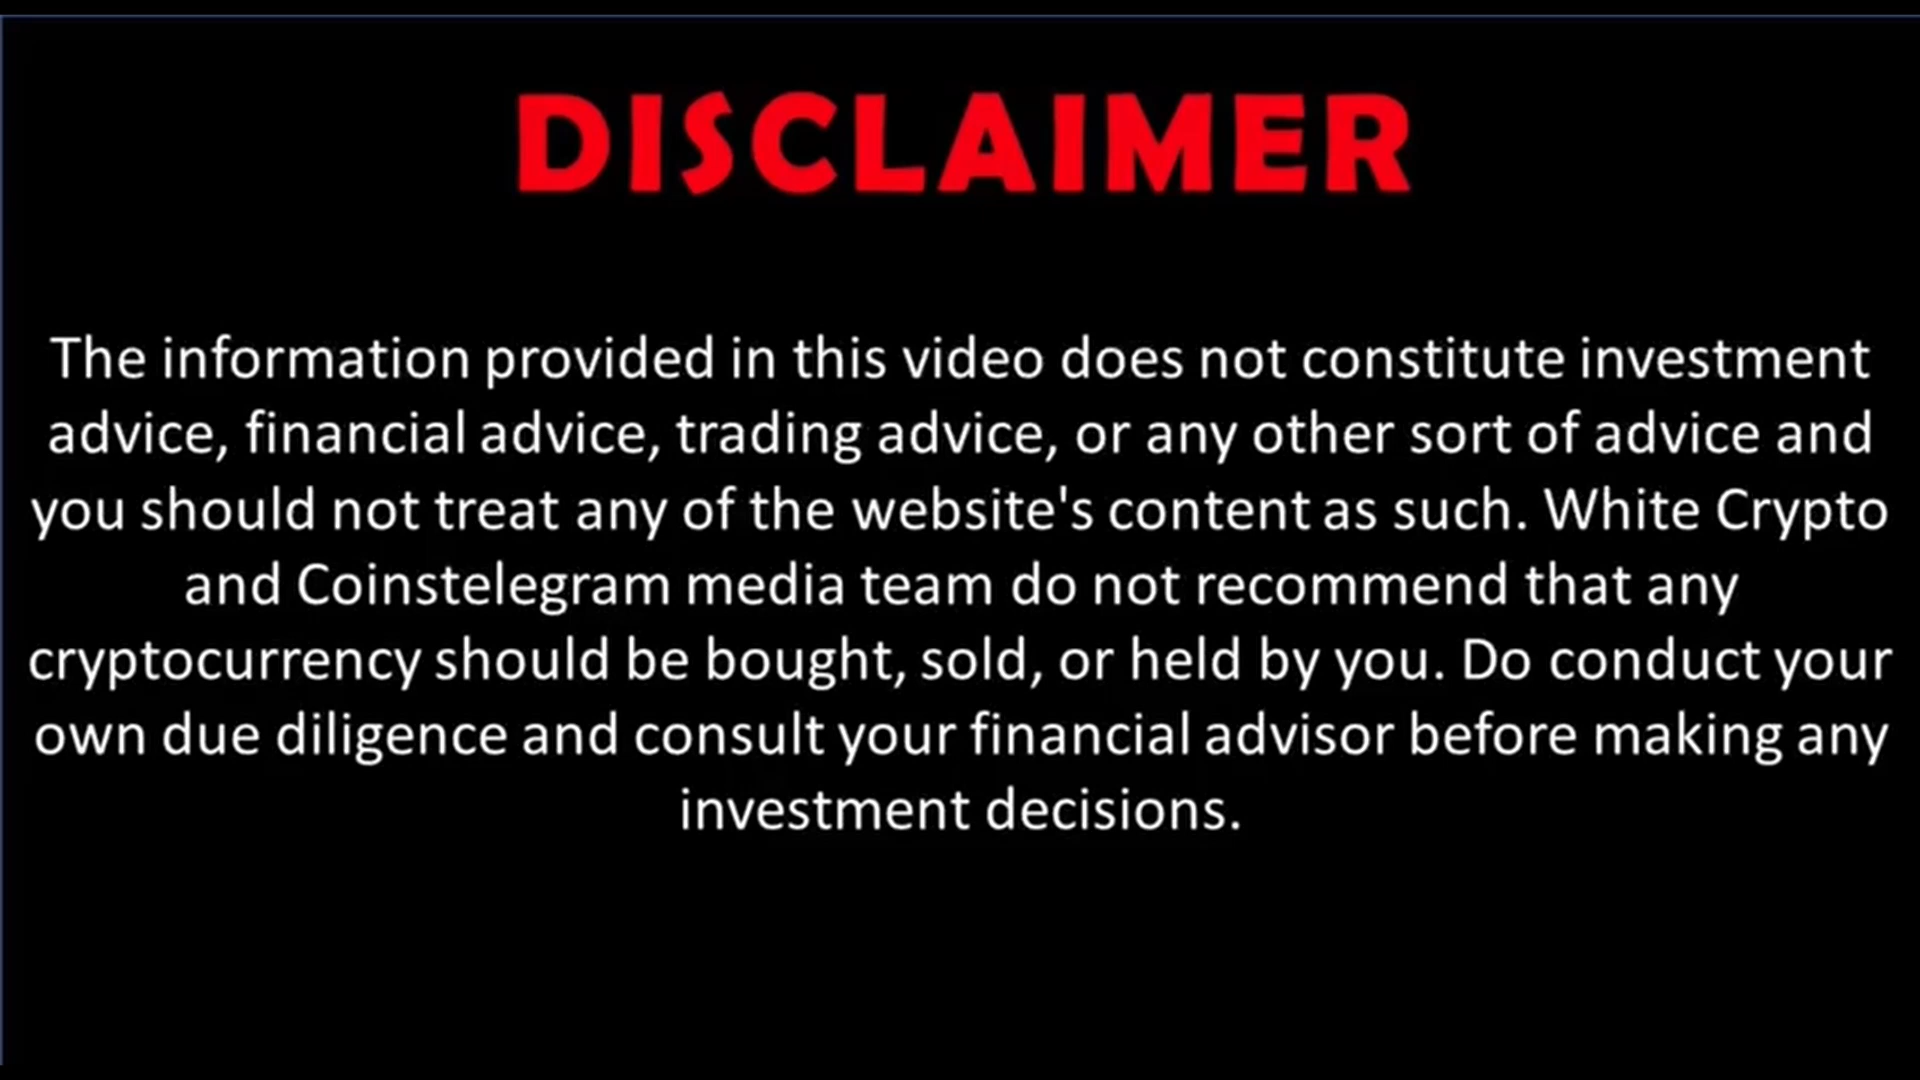 DISCLAIMER
The information provided in this video does not constitute investment
advice, financial advice, trading advice, or any other sort of advice and
you should not treat any of the website's content as such. White Crypto
and Coinstelegram media team do not recommend that any
cryptocurrency should be bought, sold, or held by you. Do conduct your
own due diligence and consult your financial advisor before making any
investment decisions.